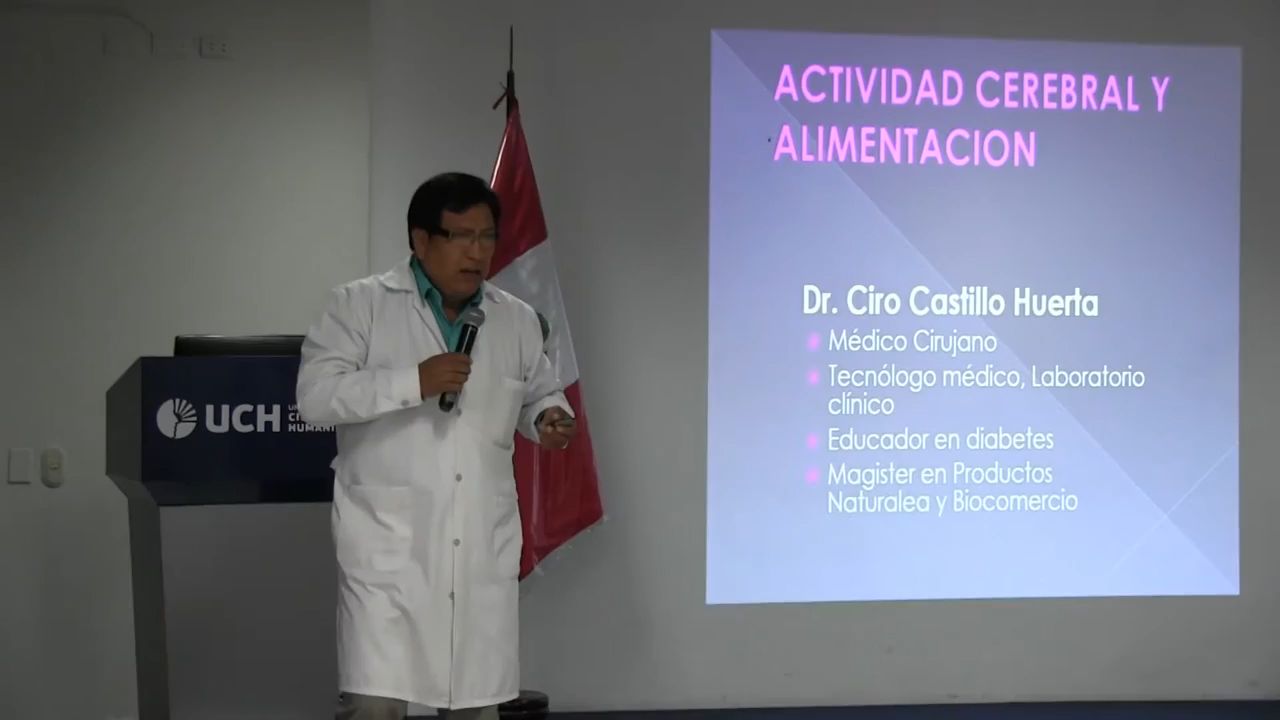 ACTIVIDAD CEREBRAL Y
ALIMENTACION
Dr. Ciro Castillo Huerta
Médico Cirujano
Tecnólogo médico, Laboratorio
clínico
Educador en diabetes
Magister en Productos
Naturalea y Biocomercio
UCH